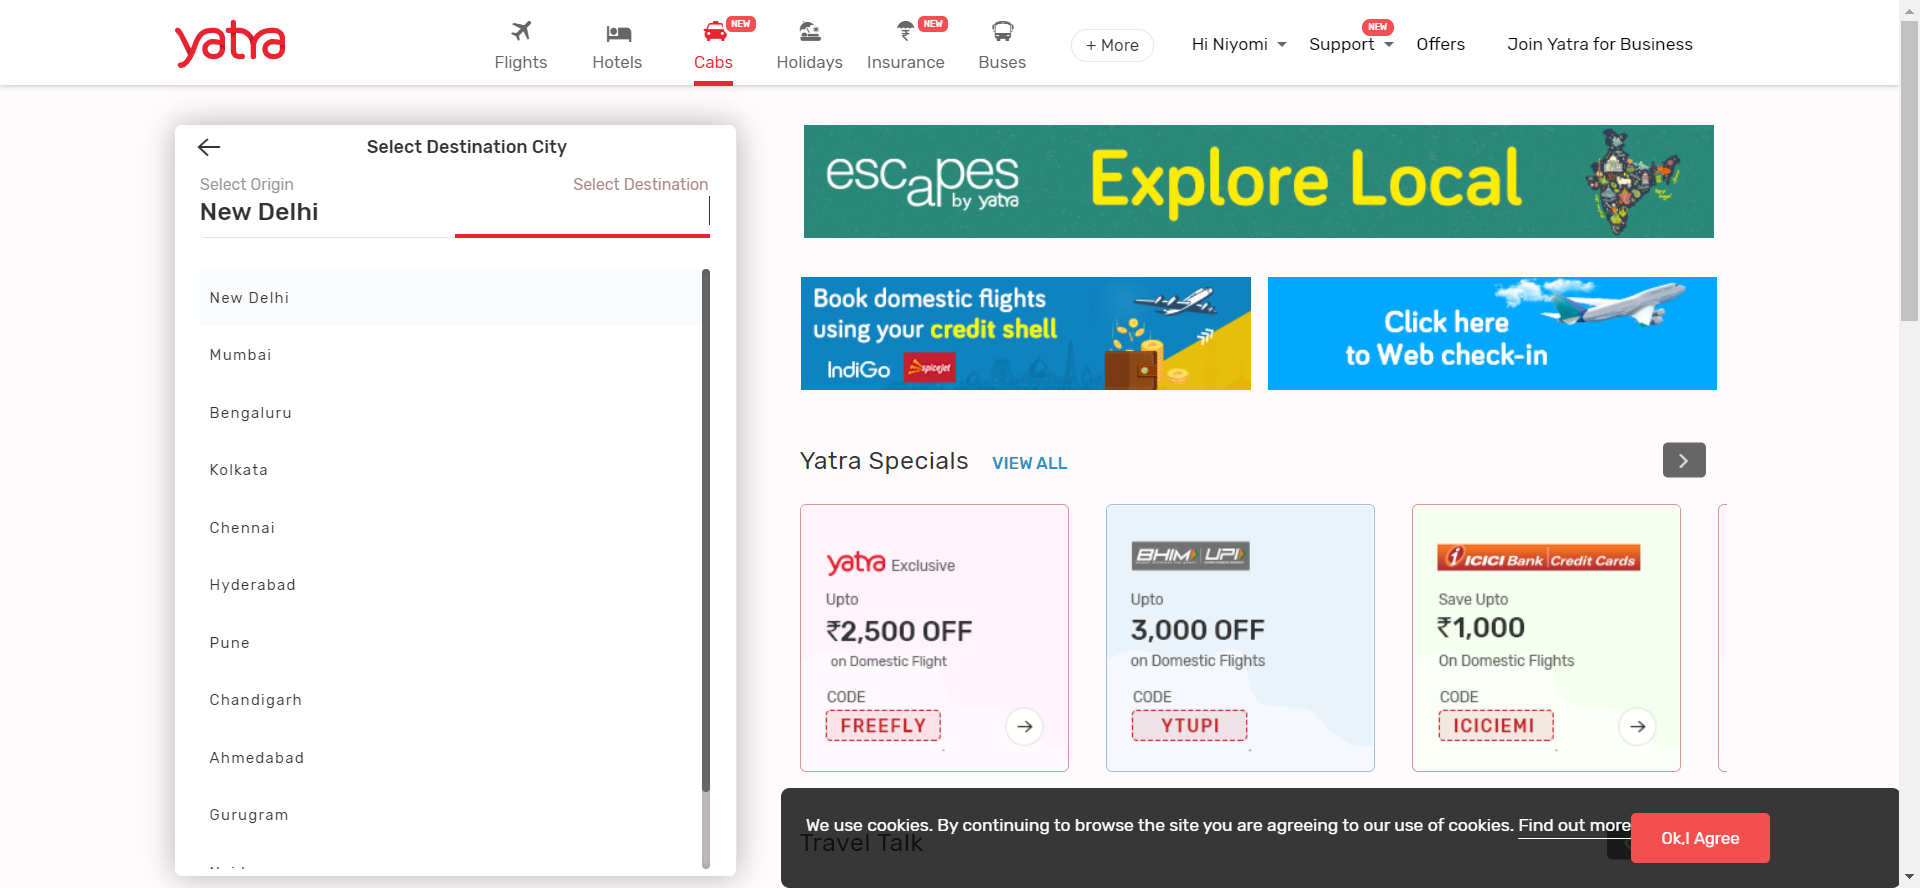 yatra
Flights
Hotels
NEW
Cabs
Holidays
NEW
Insurance
Buses
+ More
Hi Niyomi
NEW
Support
Offers
Join Yatra for Business
Select Destination City
Select Origin
Select Destination
New Delhi
New Delhi
Mumbai
Bengaluru
Kolkata
Chennai
Hyderabad
Pune
Chandigarh
Ahmedabad
Gurugram
escapes
by yatra
Explore Local
Book domestic flights
using your credit shell
IndiGo
spicejet
Click here
to Web check-in
Yatra Specials
VIEW ALL
yatra Exclusive
Upto
₹2,500 OFF
on Domestic Flight
CODE
FREEFLY
BHIM UPI
Upto
3,000 OFF
on Domestic Flights
CODE
YTUPI
ICICI Bank Credit Cards
Save Upto
₹1,000
On Domestic Flights
CODE
ICICIEMI
We use cookies. By continuing to browse the site you are agreeing to our use of cookies. Find out more
Ok,I Agree
Travel Talk